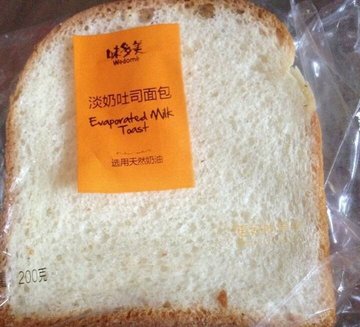 味多美
Wedomé
淡奶吐司面包
Evaporated Milk
Toast
选用天然奶油
200克